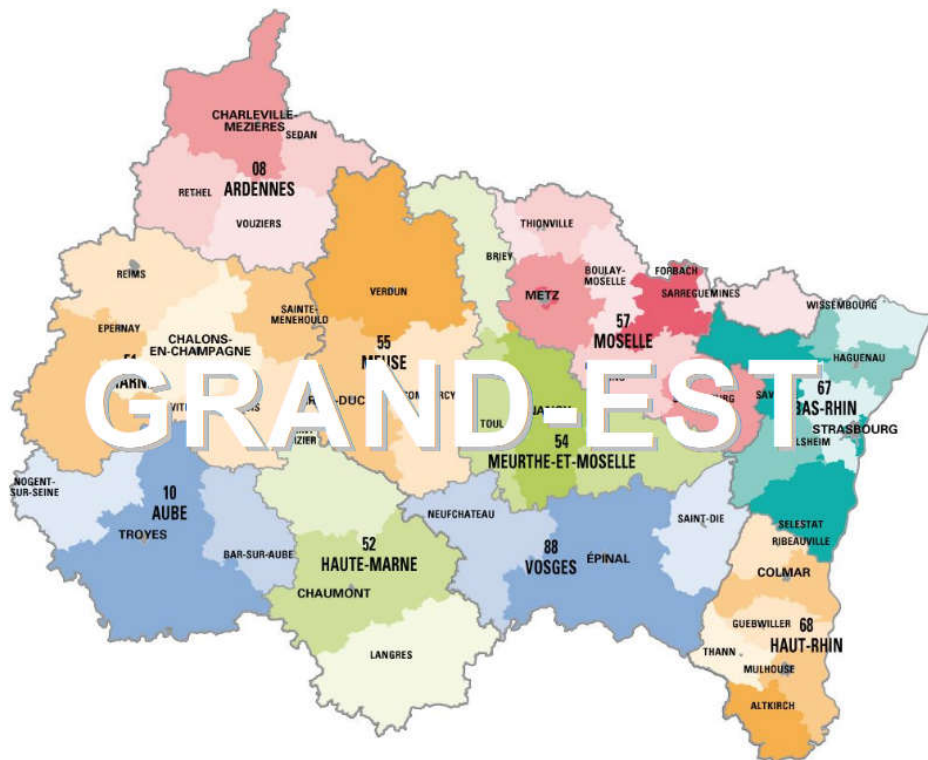 CHARLEVILLE-
MEZIÈRES
SEDAN
08
ARDENNES
RETHEL
VOUZIERS
THIONVILLE
BRIEY
REIMS
BOULAY-
MOSELLE
FORBACH
SARREGUEMINES
METZ
VERDUN
WISSEMBOURG
SAINTE-
MENEHOULD
57
MOSELLE
EPERNAY
CHALONS-
EN-CHAMPAGNE
55
MEUSE
HAGUENAU
67
BAS-RHIN
GRAND-EST
TOUL
STRASBOURG
54
MEURTHE-ET-MOSELLE
NOGENT-
SUR-SEINE
10
AUBE
TROYES
BAR-SUR-AUBE
NEUFCHATEAU
SAINT-DIE
SELESTAT
RIBEAUVILLE
52
HAUTE-MARNE
CHAUMONT
88
VOSGES
ÉPINAL
COLMAR
GUEBWILLER
68
HAUT-RHIN
THANN
MULHOUSE
LANGRES
ALTKIRCH